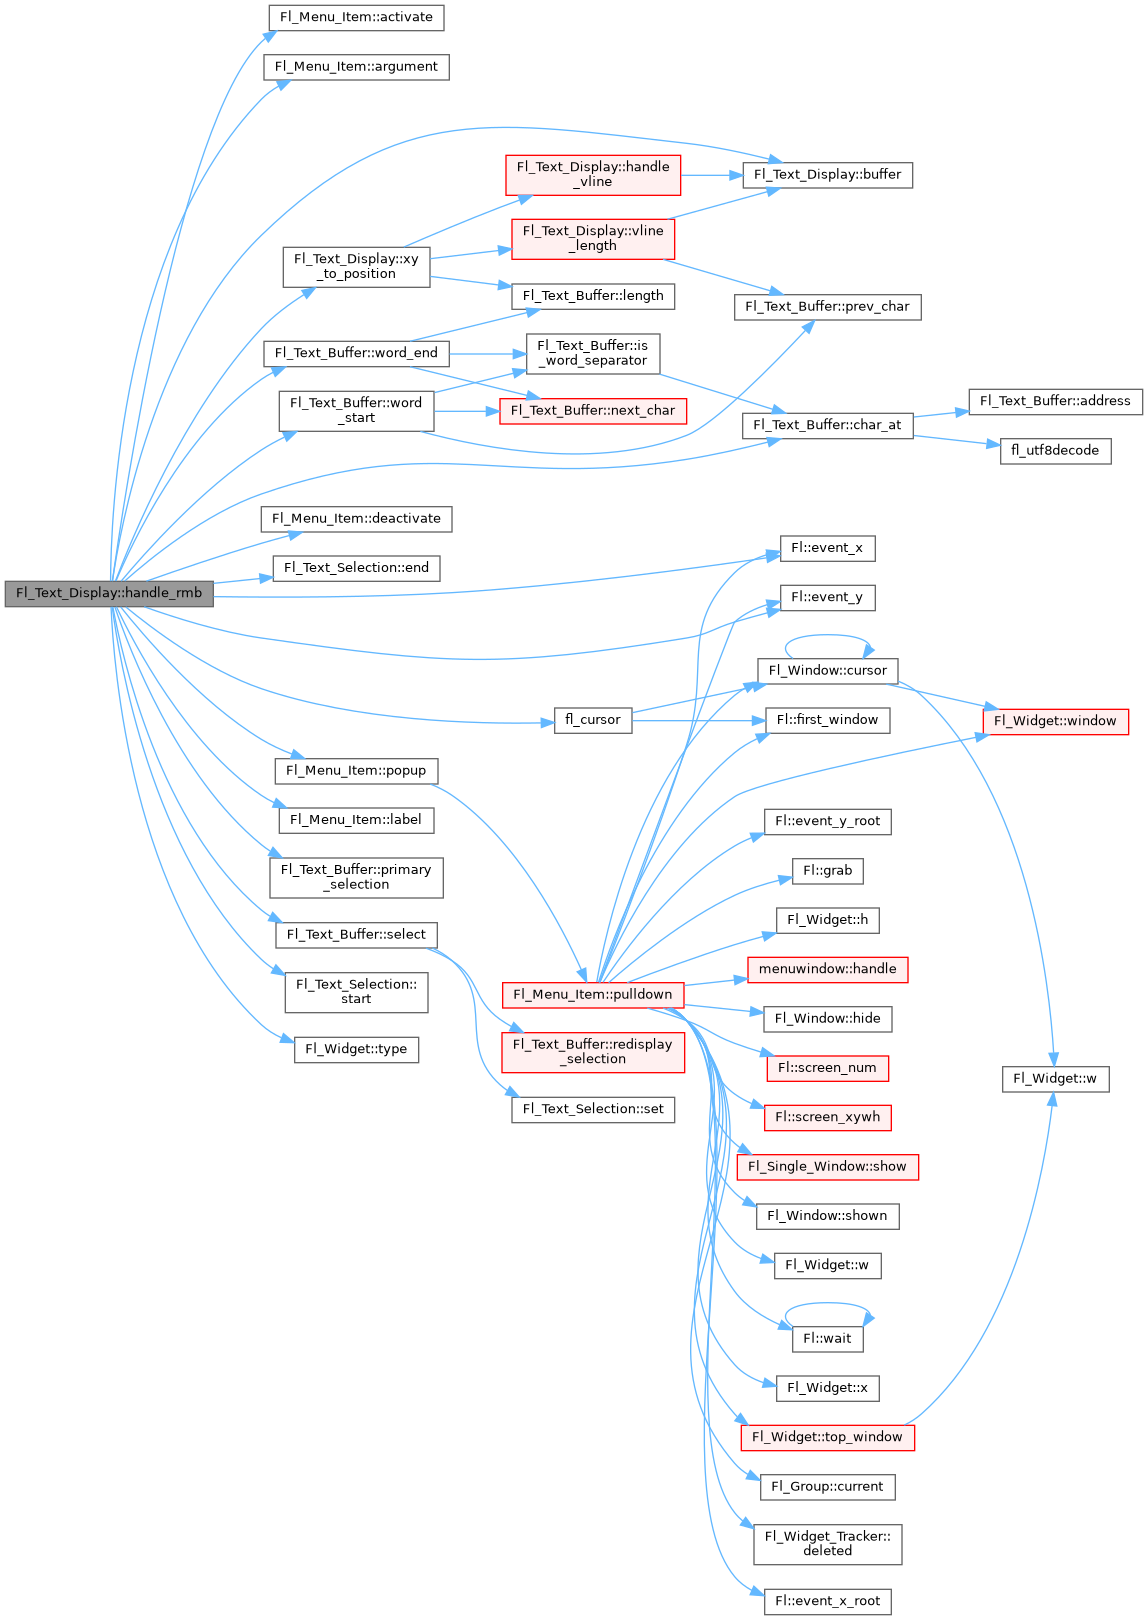 Fl_Menu_Item::activate
Fl_Menu_Item::argument
Fl_Text_Display::handle
_vline
Fl_Text_Display::buffer
Fl_Text_Display::vline
_length
Fl_Text_Display::xy
_to_position
Fl_Text_Buffer::length
Fl_Text_Buffer::prev_char
Fl_Text_Buffer::word_end
Fl_Text_Buffer::is
_word_separator
Fl_Text_Buffer::word
_start
Fl_Text_Buffer::next_char
Fl_Text_Buffer::address
Fl_Text_Buffer::char_at
fl_utf8decode
Fl_Menu_Item::deactivate
Fl::event_x
Fl_Text_Selection::end
Fl_Text_Display::handle_rmb
Fl::event_y
Fl_Window::cursor
fl_cursor
Fl::first_window
Fl_Widget::window
Fl_Menu_Item::popup
Fl_Menu_Item::label
Fl::event_y_root
Fl_Text_Buffer::primary
_selection
Fl::grab
Fl_Widget::h
Fl_Text_Buffer::select
menuwindow::handle
Fl_Text_Selection::
start
Fl_Menu_Item::pulldown
Fl_Window::hide
Fl_Widget::type
Fl_Text_Buffer::redisplay
_selection
Fl::screen_num
Fl_Widget::w
Fl_Text_Selection::set
Fl::screen_xywh
Fl_Single_Window::show
Fl_Window::shown
Fl_Widget::w
Fl::wait
Fl_Widget::x
Fl_Widget::top_window
Fl_Group::current
Fl_Widget_Tracker::
deleted
Fl::event_x_root